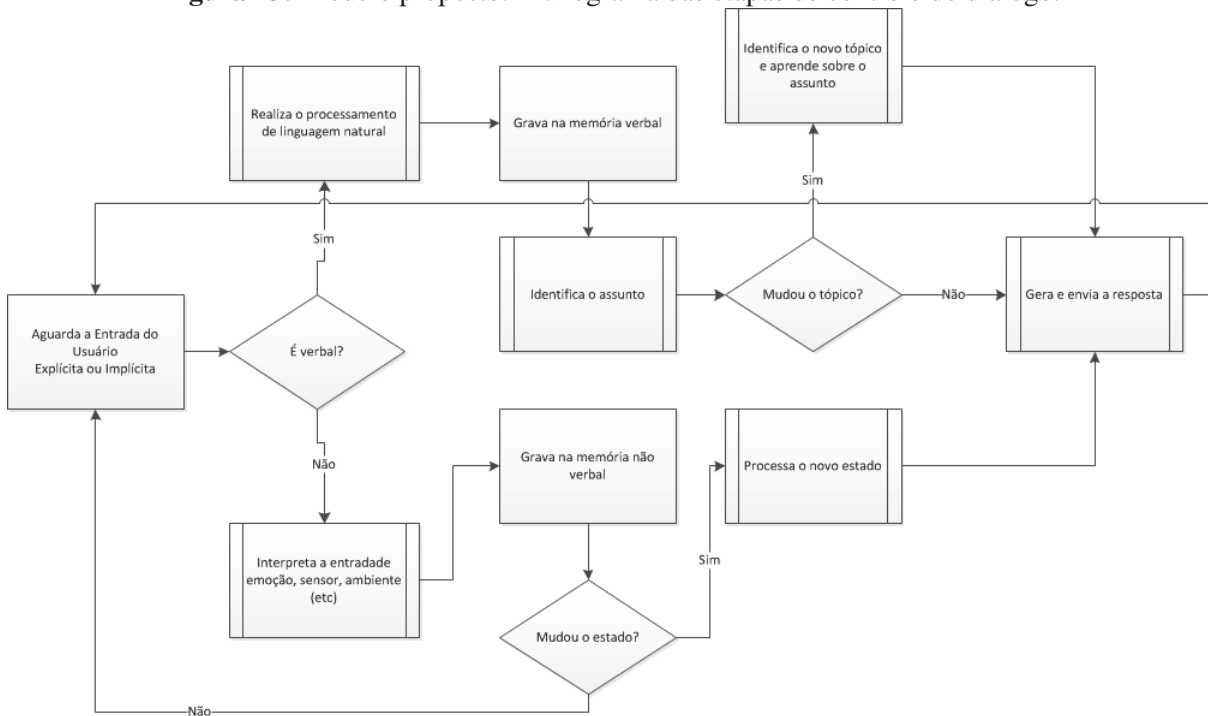 Identifica o novo tópico
e aprende sobre o
assunto
Realiza o processamento
de linguagem natural
Grava na memória verbal
Sim
Sim
Identifica o assunto
Mudou o tópico?
Não
Gera e envia a resposta
Aguarda a Entrada do
Usuário
Explícita ou Implícita
É verbal?
Não
Grava na memória não
verbal
Processa o novo estado
Interpreta a entradade
emoção, sensor, ambiente
(etc)
Sim
Mudou o estado?
Não